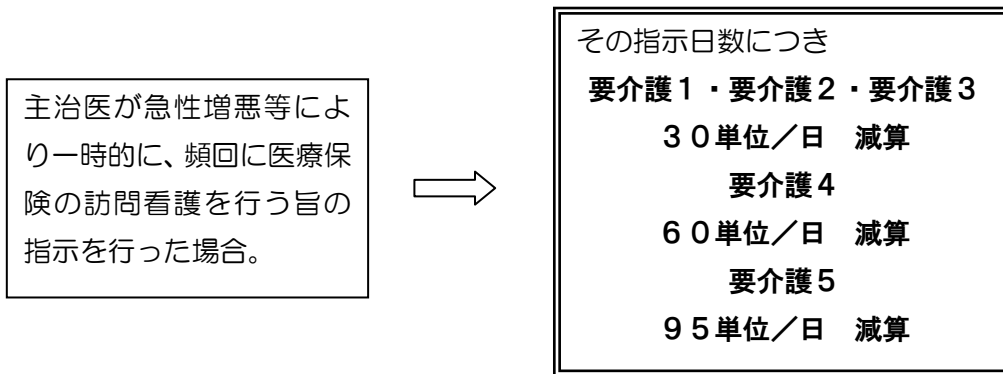 主治医が急性増悪等によ
り一時的に、頻回に医療保
険の訪問看護を行う旨の
指示を行った場合。
その指示日数につき
要介護１・要介護２・要介護３
３０単位／日　減算
要介護４
６０単位／日　減算
要介護５
９５単位／日　減算